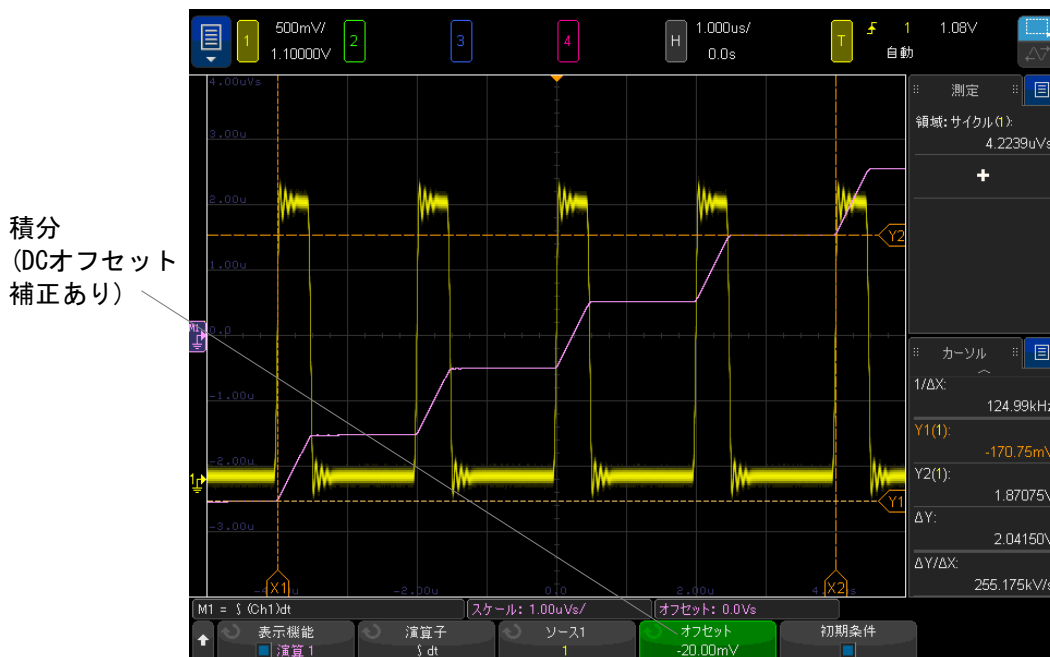 積分
(DCオフセット
補正あり)
1
500mV/
1.10000V
2
3
4
H
1.000us/
0.0s
T
1
1.08V
自動
4.00uVs
3.00u
2.00u
1.00u
0.0
-1.00u
-2.00u
-3.00u
M1
1
Y2
Y1
X1
X2
-2.00u
0.0
2.00u
測定
領域:サイクル(1):
4.2239uVs
+
カーソル
1/ΔX:
124.99kHz
Y1(1):
-170.75mV
Y2(1):
1.87075V
ΔY:
2.04150V
ΔY/ΔX:
255.175kV/s
M1 = ∫ (Ch1)dt
スケール: 1.00uVs/
オフセット: 0.0Vs
表示機能
演算 1
演算子
∫ dt
ソース1
1
オフセット
-20.00mV
初期条件